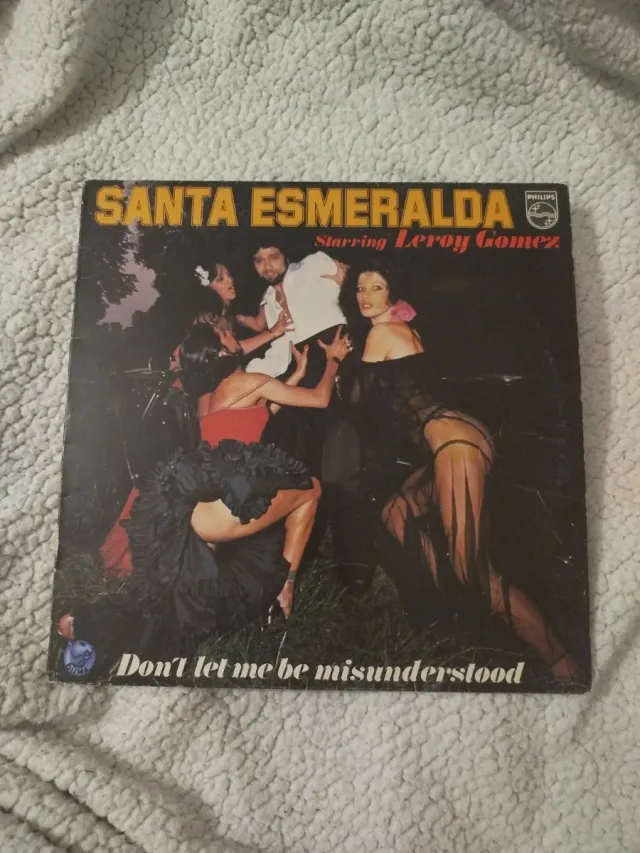 SANTA ESMERALDA
PHILIPS
Starring Leroy Gomez
Don't let me be misunderstood